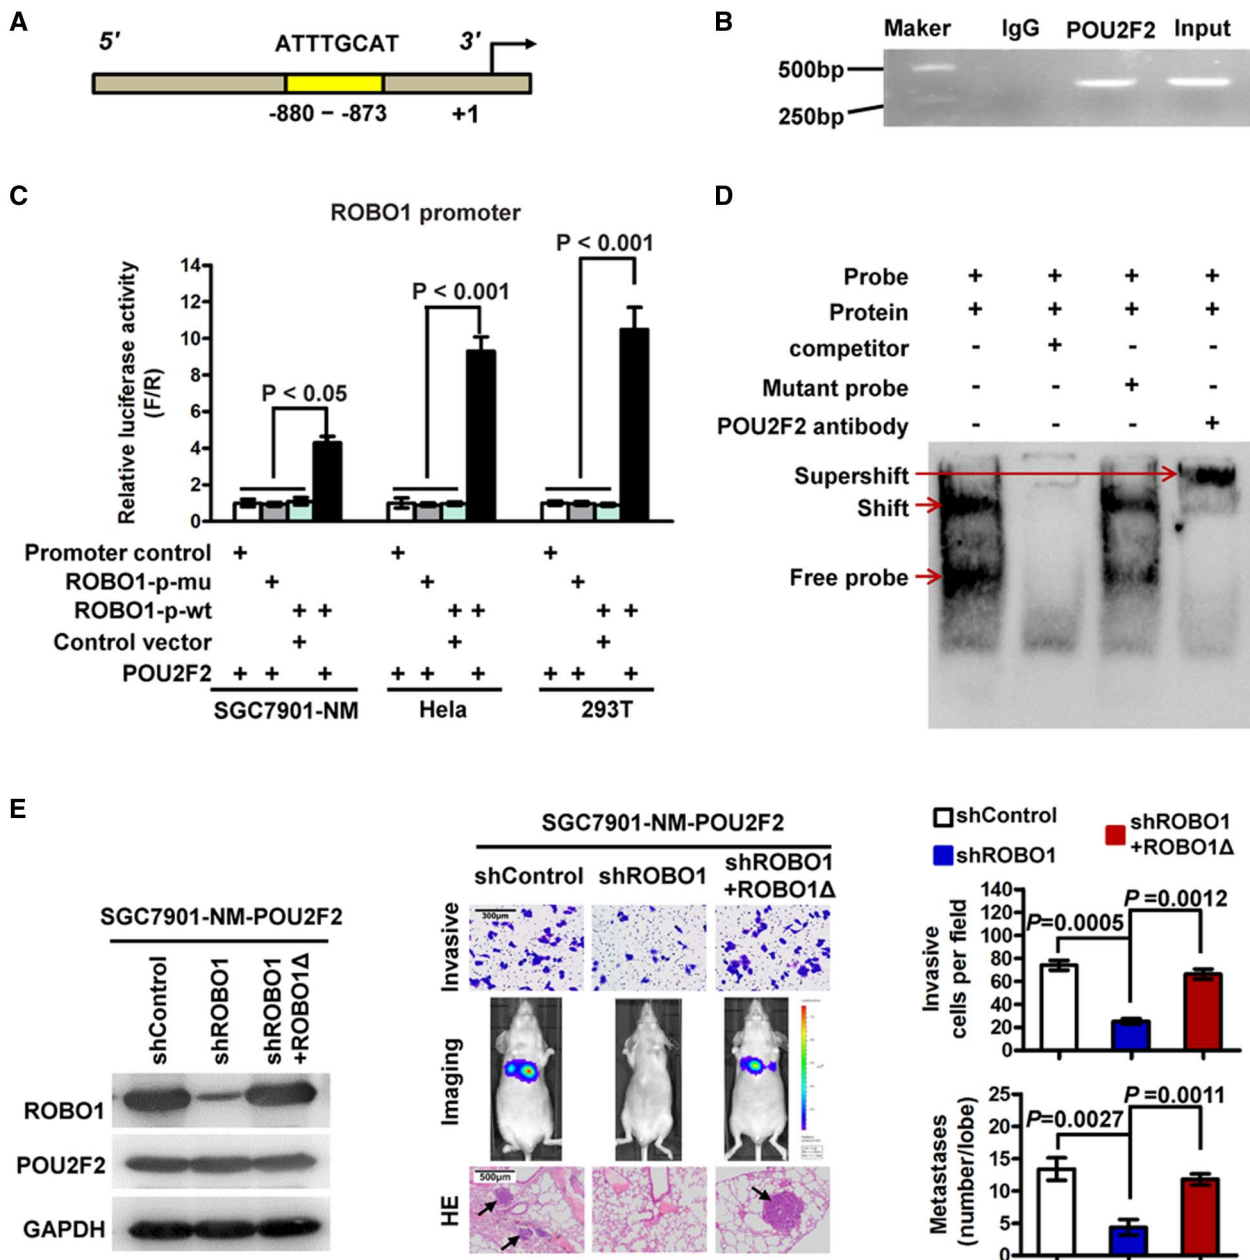 A
5′ ATTTGCAT 3′
-880 – -873 +1
B
Maker IgG POU2F2 Input
500bp
250bp
C
ROBO1 promoter
Relative luciferase activity
(F/R)
14
12
10
8
6
4
2
0
P < 0.05
P < 0.001
P < 0.001
Promoter control + + +
ROBO1-p-mu + + +
ROBO1-p-wt + + + + + +
Control vector + + +
POU2F2 + + + + + + + + +
SGC7901-NM Hela 293T
D
Probe + + + +
Protein + + + +
competitor - + - -
Mutant probe - - + -
POU2F2 antibody - - - +
Supershift
Shift
Free probe
E
SGC7901-NM-POU2F2
shControl
shROBO1
shROBO1
+ROBO1Δ
ROBO1
POU2F2
GAPDH
SGC7901-NM-POU2F2
shControl shROBO1 shROBO1
+ROBO1Δ
Invasive
300μm
Imaging
HE
500μm
shControl
shROBO1
shROBO1
+ROBO1Δ
Invasive
cells per field
140
120
100
80
60
40
20
0
P=0.0005
P=0.0012
Metastases
(number/lobe)
25
20
15
10
5
0
P=0.0027
P=0.0011